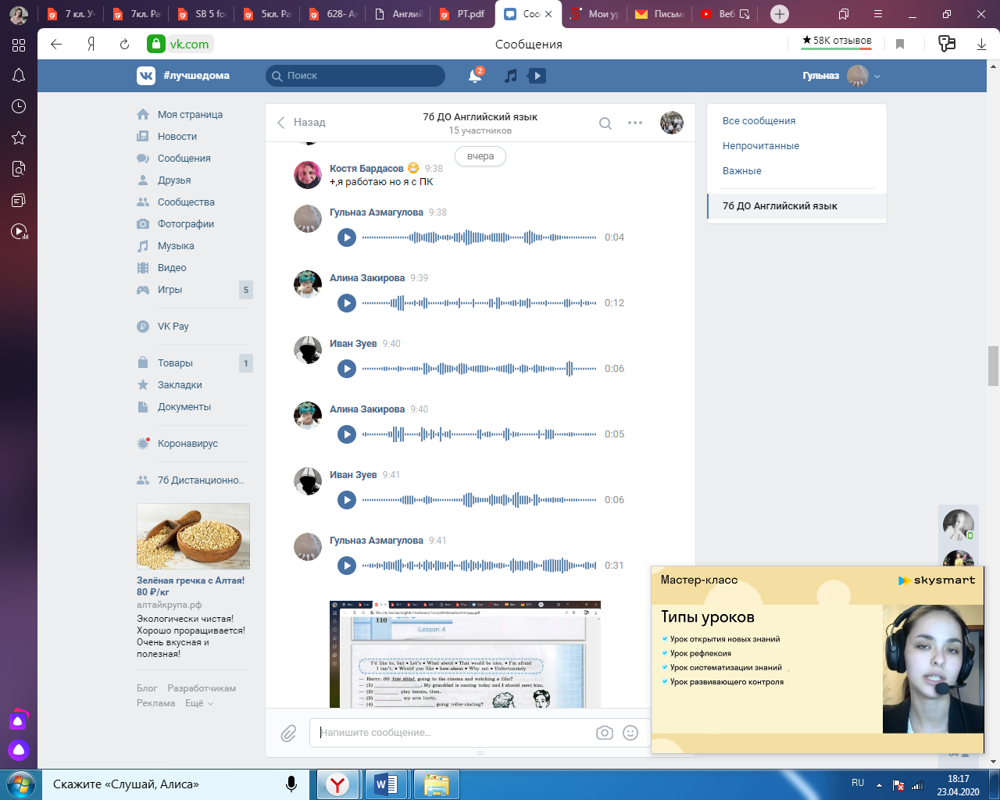 7 кл. Уч
7кл. Ра
SB 5 fo
5кл. Ра
628- А
Англий
PT.pdf
Соо
Мои ур
Письмо
Веб
vk.com
Сообщения
★ 58K отзывов
#лучшедома
Поиск
2
Гульназ
Моя страница
Новости
Сообщения
Друзья
Сообщества
Фотографии
Музыка
Видео
Игры 5
VK Pay
Товары 1
Закладки
Документы
Коронавирус
7б Дистанционно..
Зелёная гречка с Алтая!
80 ₽/кг
алтайкрупа.рф
Экологически чистая!
Хорошо проращивается!
Очень вкусная и
полезная!
Блог Разработчикам
Реклама Ещё
Назад
7б ДО Английский язык
15 участников
вчера
Костя Бардасов 9:38
+,я работаю но я с ПК
Гульназ Азмагулова 9:38
0:04
Алина Закирова 9:39
0:12
Иван Зуев 9:40
0:06
Алина Закирова 9:40
0:05
Иван Зуев 9:41
0:06
Гульназ Азмагулова 9:41
0:31
110
Lesson 4
I'd like to, but • Let's • What about • That would be nice. • I'm afraid
I can't. • Would you like • how about • Why not • Unfortunately
— Harry, (0) how about going to the cinema and watching a film?
— (1) ________. My granddad is coming today and I should meet him.
— (2) ________ play tennis, then.
— (3) ________ my arm hurts.
— (4) ________ going roller-skating?
Напишите сообщение...
Все сообщения
Непрочитанные
Важные
7б ДО Английский язык
Мастер-класс
skysmart
Типы уроков
Урок открытия новых знаний
Урок рефлексия
Урок систематизации знаний
Урок развивающего контроля
Скажите «Слушай, Алиса»
RU
18:17
23.04.2020